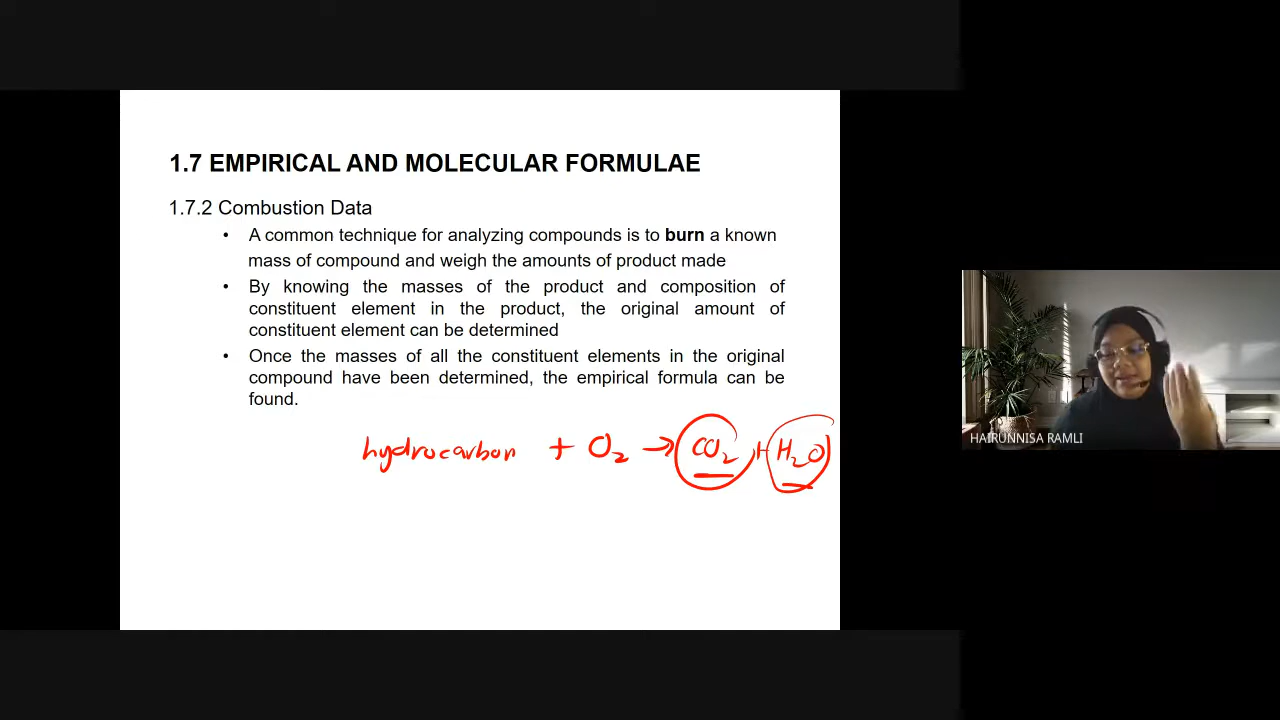 1.7 EMPIRICAL AND MOLECULAR FORMULAE
1.7.2 Combustion Data
• A common technique for analyzing compounds is to burn a known
mass of compound and weigh the amounts of product made
• By knowing the masses of the product and composition of
constituent element in the product, the original amount of
constituent element can be determined
• Once the masses of all the constituent elements in the original
compound have been determined, the empirical formula can be
found.
hydrocarbon + O₂ → CO₂ + H₂O
HAIRUNNISA RAMLI